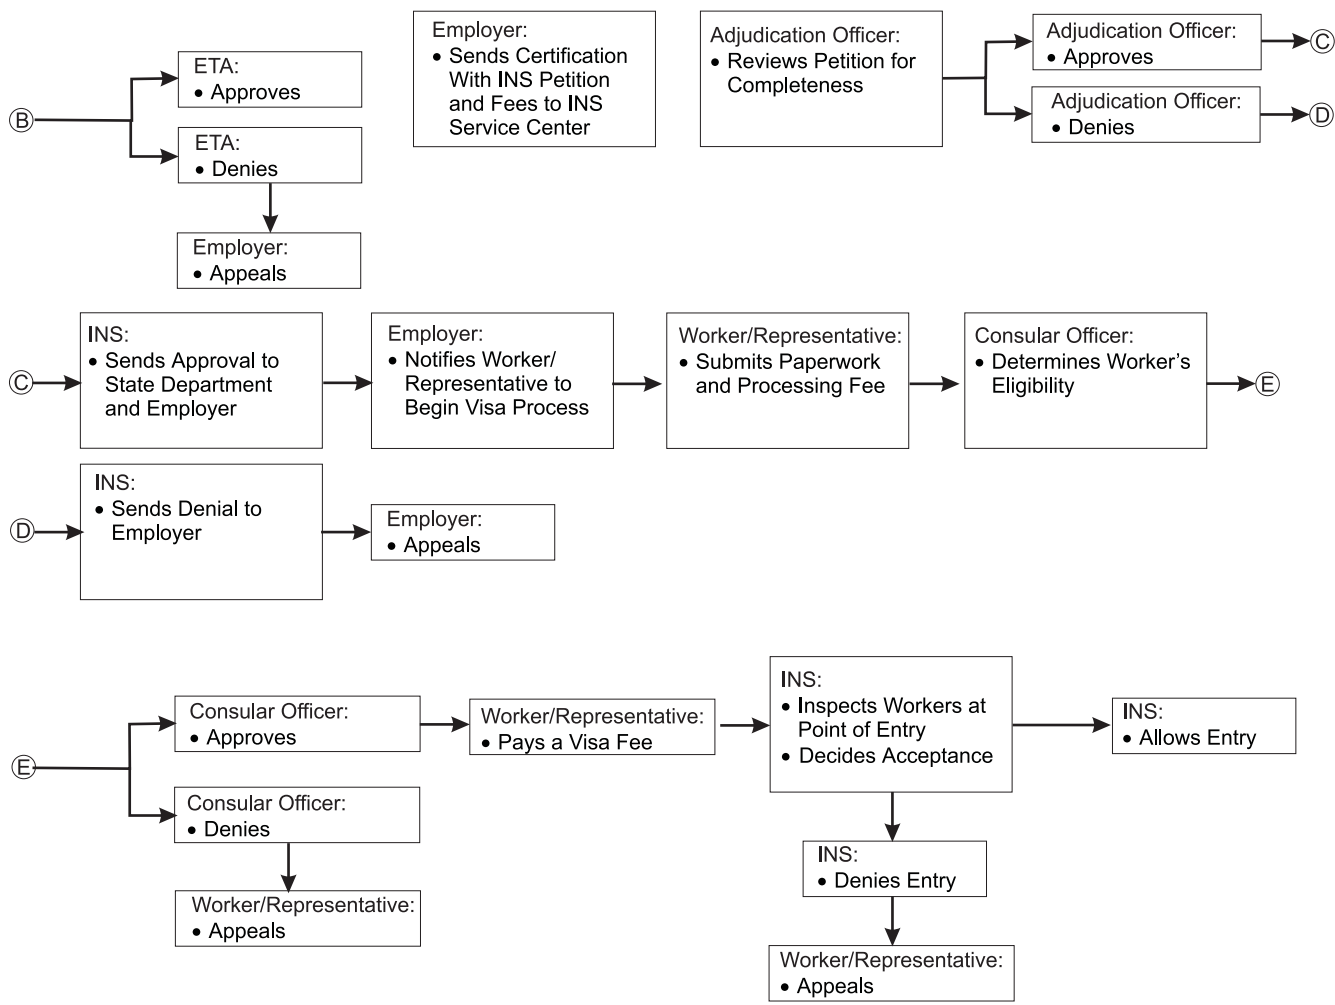 B
ETA:
• Approves
ETA:
• Denies
Employer:
• Appeals
Employer:
• Sends Certification
With INS Petition
and Fees to INS
Service Center
Adjudication Officer:
• Reviews Petition for
Completeness
Adjudication Officer:
• Approves
C
Adjudication Officer:
• Denies
D
C
INS:
• Sends Approval to
State Department
and Employer
Employer:
• Notifies Worker/
Representative to
Begin Visa Process
Worker/Representative:
• Submits Paperwork
and Processing Fee
Consular Officer:
• Determines Worker's
Eligibility
E
D
INS:
• Sends Denial to
Employer
Employer:
• Appeals
E
Consular Officer:
• Approves
Consular Officer:
• Denies
Worker/Representative:
• Appeals
Worker/Representative:
• Pays a Visa Fee
INS:
• Inspects Workers at
Point of Entry
• Decides Acceptance
INS:
• Allows Entry
INS:
• Denies Entry
Worker/Representative:
• Appeals